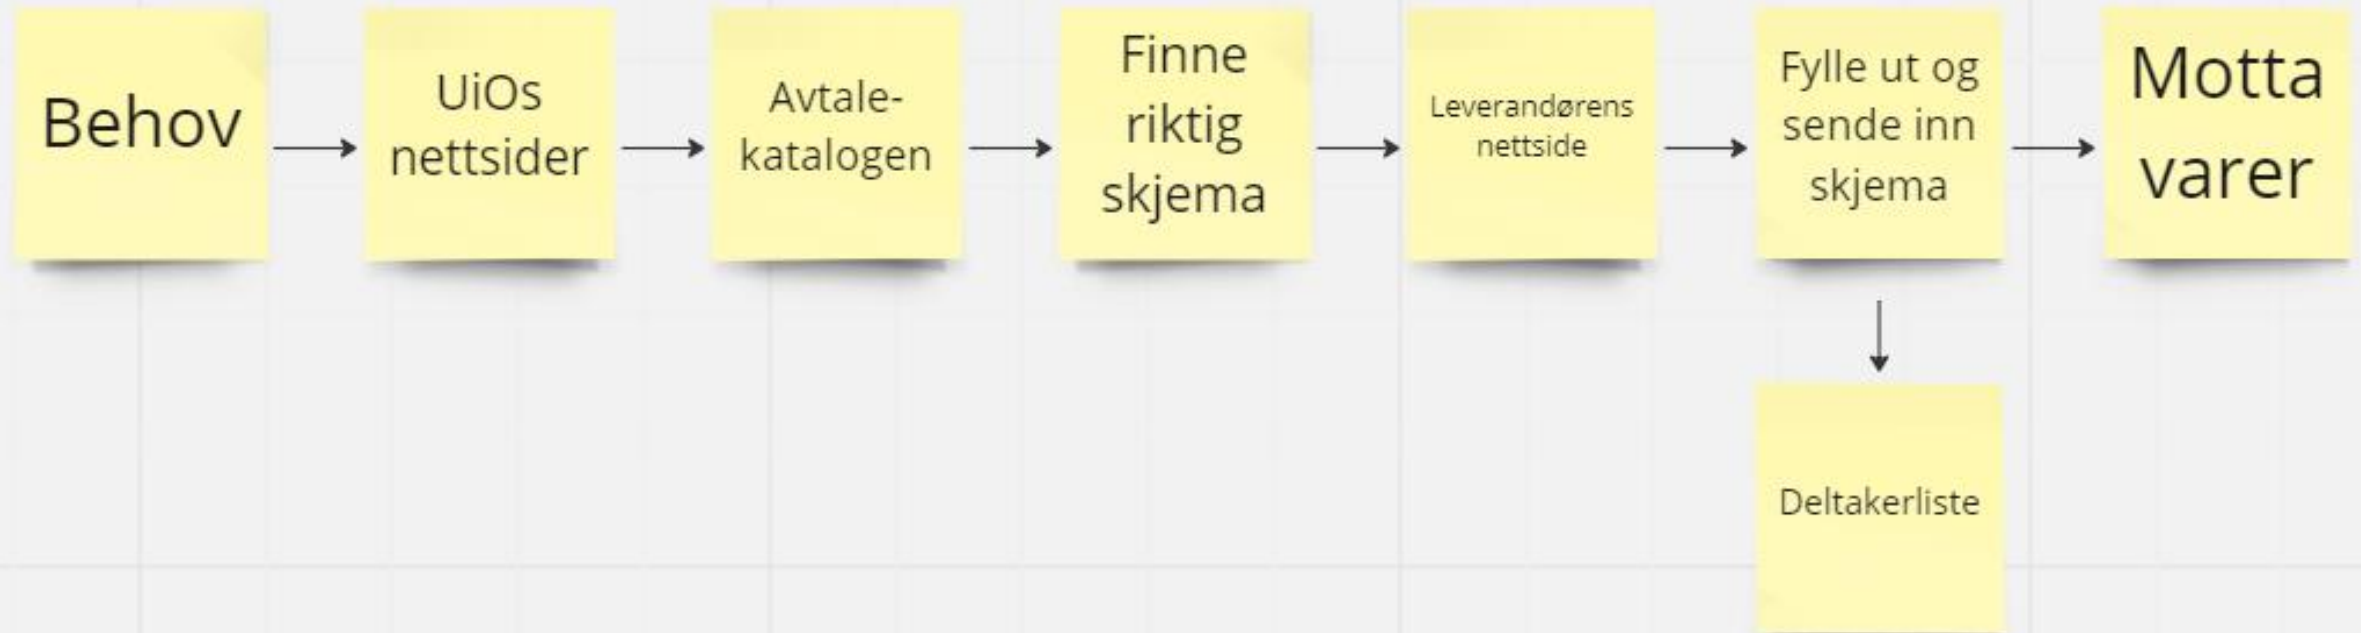 Behov
UiOs
nettsider
Avtale-
katalogen
Finne
riktig
skjema
Leverandørens
nettside
Fylle ut og
sende inn
skjema
Motta
varer
Deltakerliste